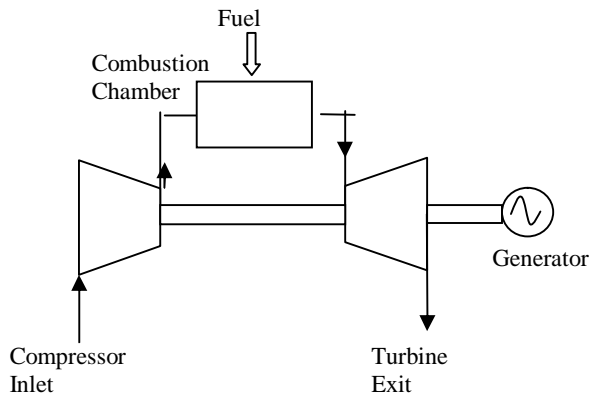 Fuel
Combustion
Chamber
Generator
Compressor
Inlet
Turbine
Exit